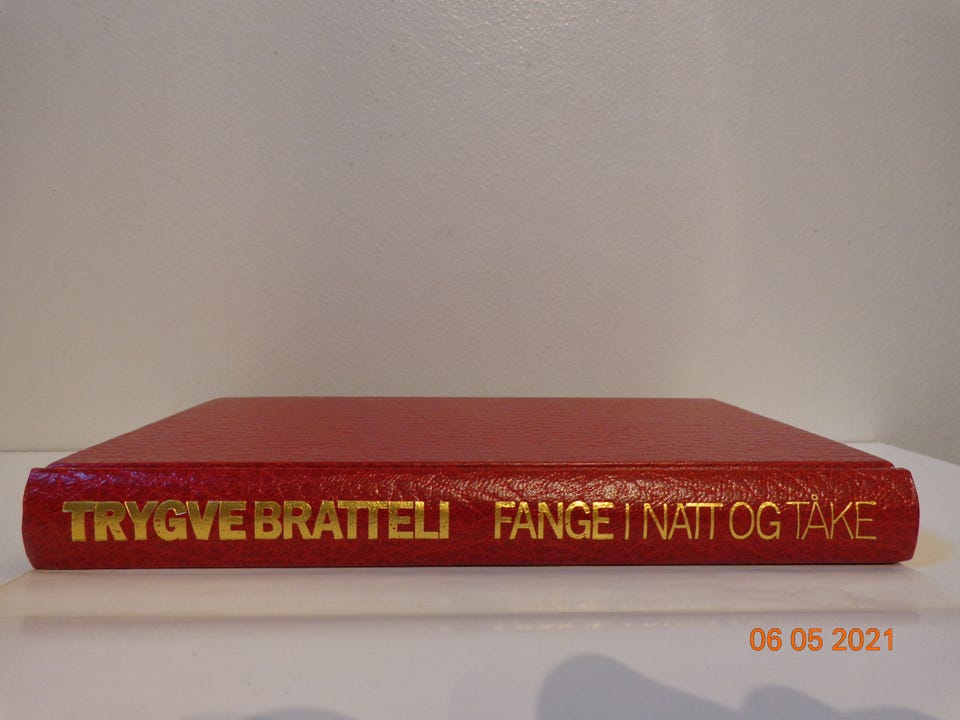 TRYGVE BRATTELI FANGE I NATT OG TÅKE
06 05 2021